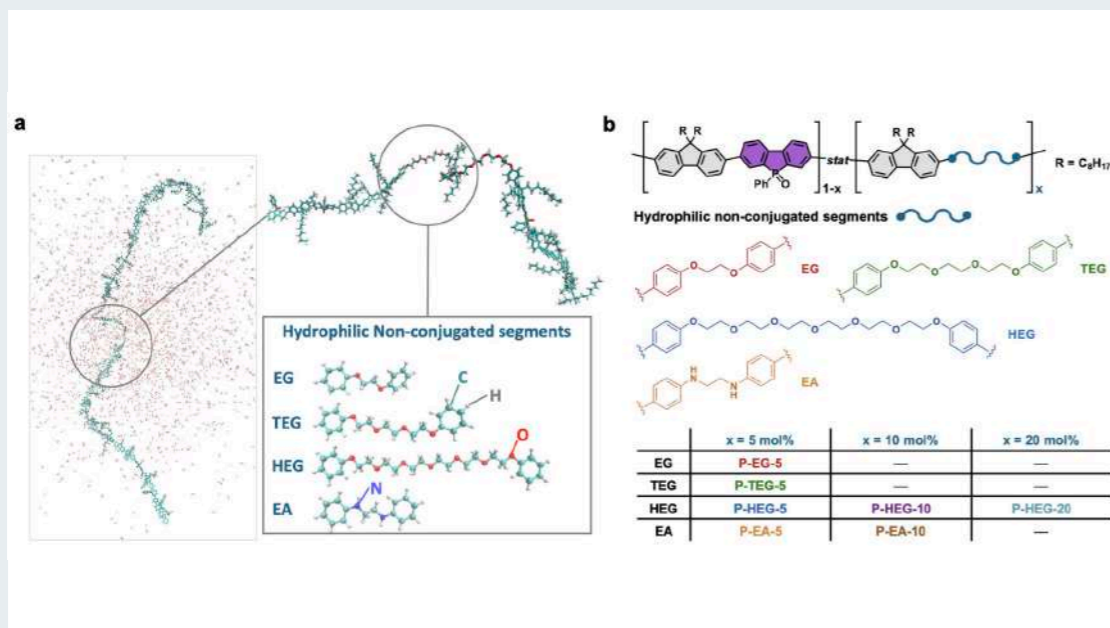 a
Hydrophilic Non-conjugated segments
EG
C
H
TEG
O
HEG
N
EA
b
R R
R R
stat
R = C₈H₁₇
Ph P O
1-x
x
Hydrophilic non-conjugated segments
O O EG
O O O O TEG
O O O O O O O HEG
H
N
N
H
EA
x = 5 mol% x = 10 mol% x = 20 mol%
EG P-EG-5 — —
TEG P-TEG-5 — —
HEG P-HEG-5 P-HEG-10 P-HEG-20
EA P-EA-5 P-EA-10 —